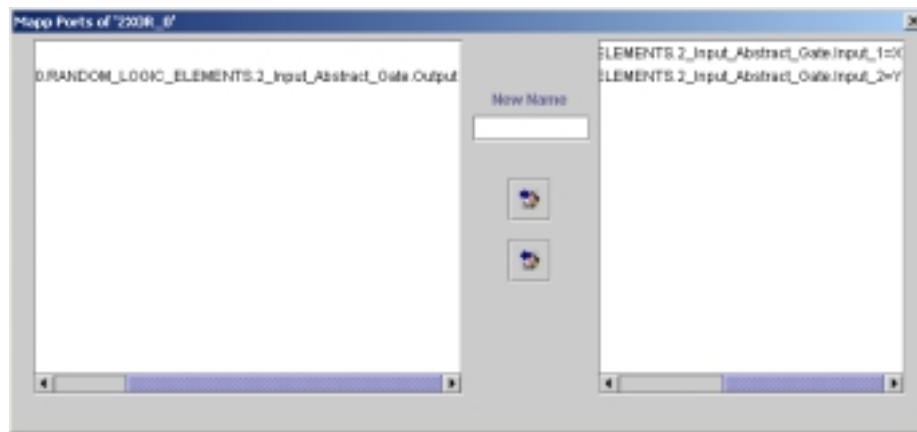 Mapp Ports of '2XOR_0'
0.RANDOM_LOGIC_ELEMENTS.2_Input_Abstract_Gate.Output
New Name
ELEMENTS.2_Input_Abstract_Gate.Input_1=X
ELEMENTS.2_Input_Abstract_Gate.Input_2=Y